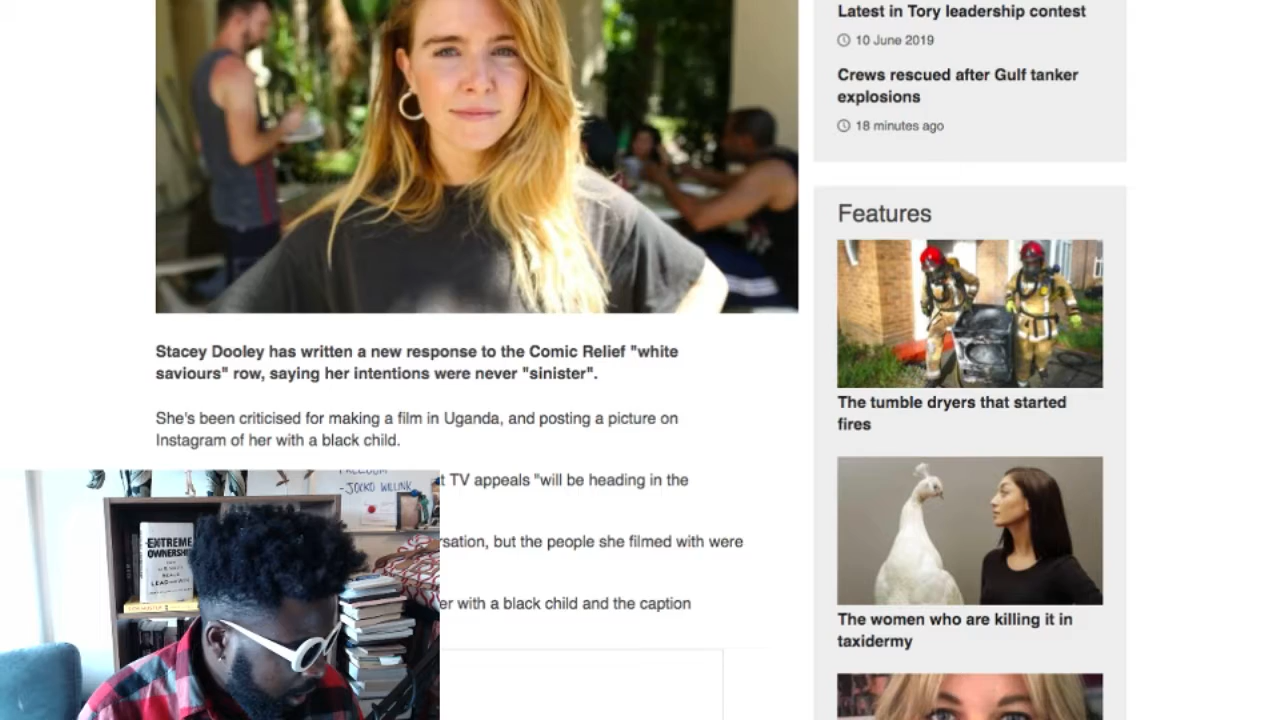 Latest in Tory leadership contest
10 June 2019
Crews rescued after Gulf tanker
explosions
18 minutes ago
Features
The tumble dryers that started
fires
The women who are killing it in
taxidermy
Stacey Dooley has written a new response to the Comic Relief "white
saviours" row, saying her intentions were never "sinister".
She's been criticised for making a film in Uganda, and posting a picture on
Instagram of her with a black child.
t TV appeals "will be heading in the
rsation, but the people she filmed with were
er with a black child and the caption
FREEDOM
-JOCKO WILLINK
EXTREME
OWNERSHIP